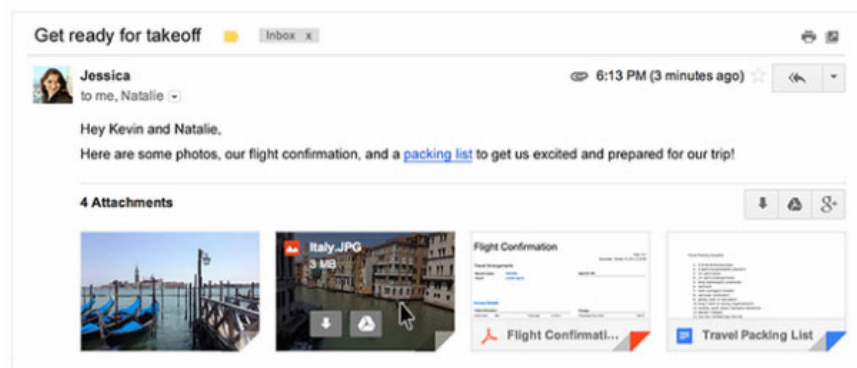 Get ready for takeoff
Inbox x
Jessica
6:13 PM (3 minutes ago)
to me, Natalie
Hey Kevin and Natalie,
Here are some photos, our flight confirmation, and a packing list to get us excited and prepared for our trip!
4 Attachments
g+
Italy.JPG
3 MB
Flight Confirmation
Flight Confirmati...
Travel Packing List